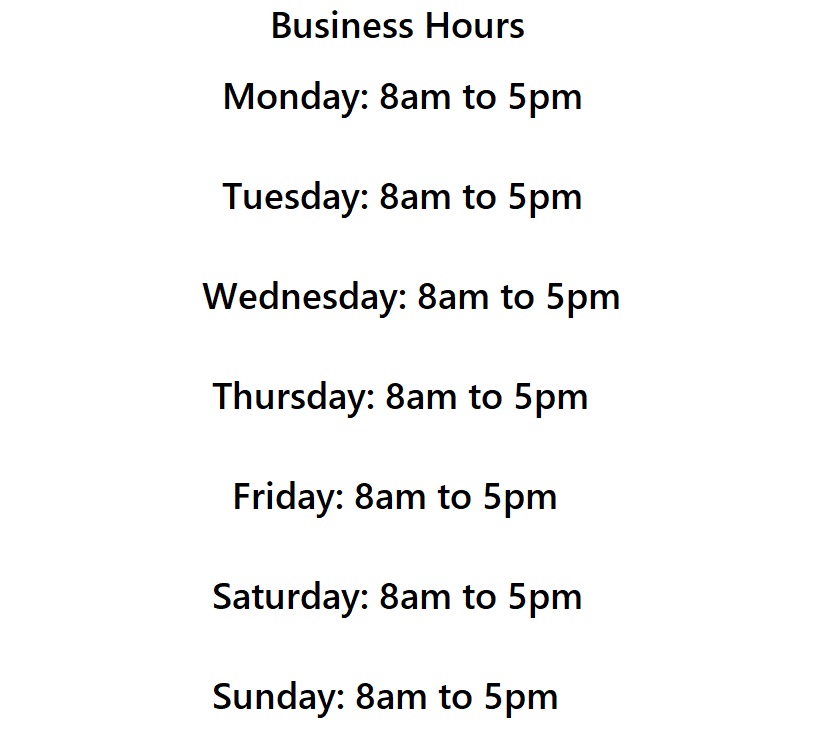 Business Hours
Monday: 8am to 5pm
Tuesday: 8am to 5pm
Wednesday: 8am to 5pm
Thursday: 8am to 5pm
Friday: 8am to 5pm
Saturday: 8am to 5pm
Sunday: 8am to 5pm